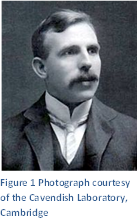 Figure 1 Photograph courtesy
of the Cavendish Laboratory,
Cambridge